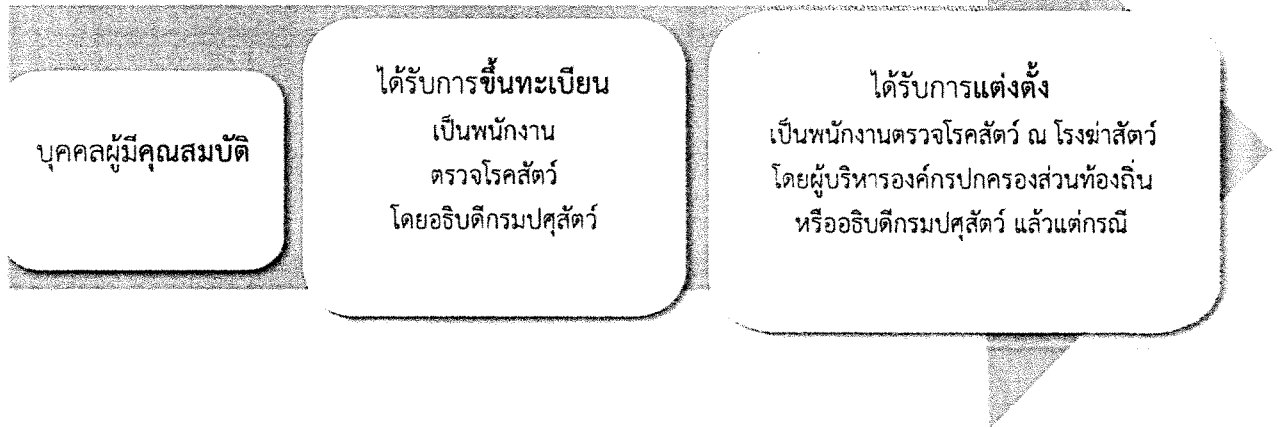 บุคคลผู้มีคุณสมบัติ
ได้รับการขึ้นทะเบียน
เป็นพนักงาน
ตรวจโรคสัตว์
โดยอธิบดีกรมปศุสัตว์
ได้รับการแต่งตั้ง
เป็นพนักงานตรวจโรคสัตว์ ณ โรงฆ่าสัตว์
โดยผู้บริหารองค์กรปกครองส่วนท้องถิ่น
หรืออธิบดีกรมปศุสัตว์ แล้วแต่กรณี